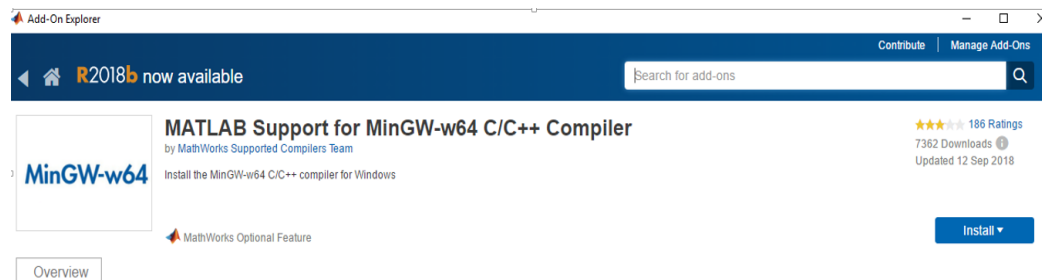 Add-On Explorer
Contribute | Manage Add-Ons
R2018b now available
Search for add-ons
MATLAB Support for MinGW-w64 C/C++ Compiler
by MathWorks Supported Compilers Team
MinGW-w64
Install the MinGW-w64 C/C++ compiler for Windows
MathWorks Optional Feature
186 Ratings
7362 Downloads
Updated 12 Sep 2018
Install
Overview